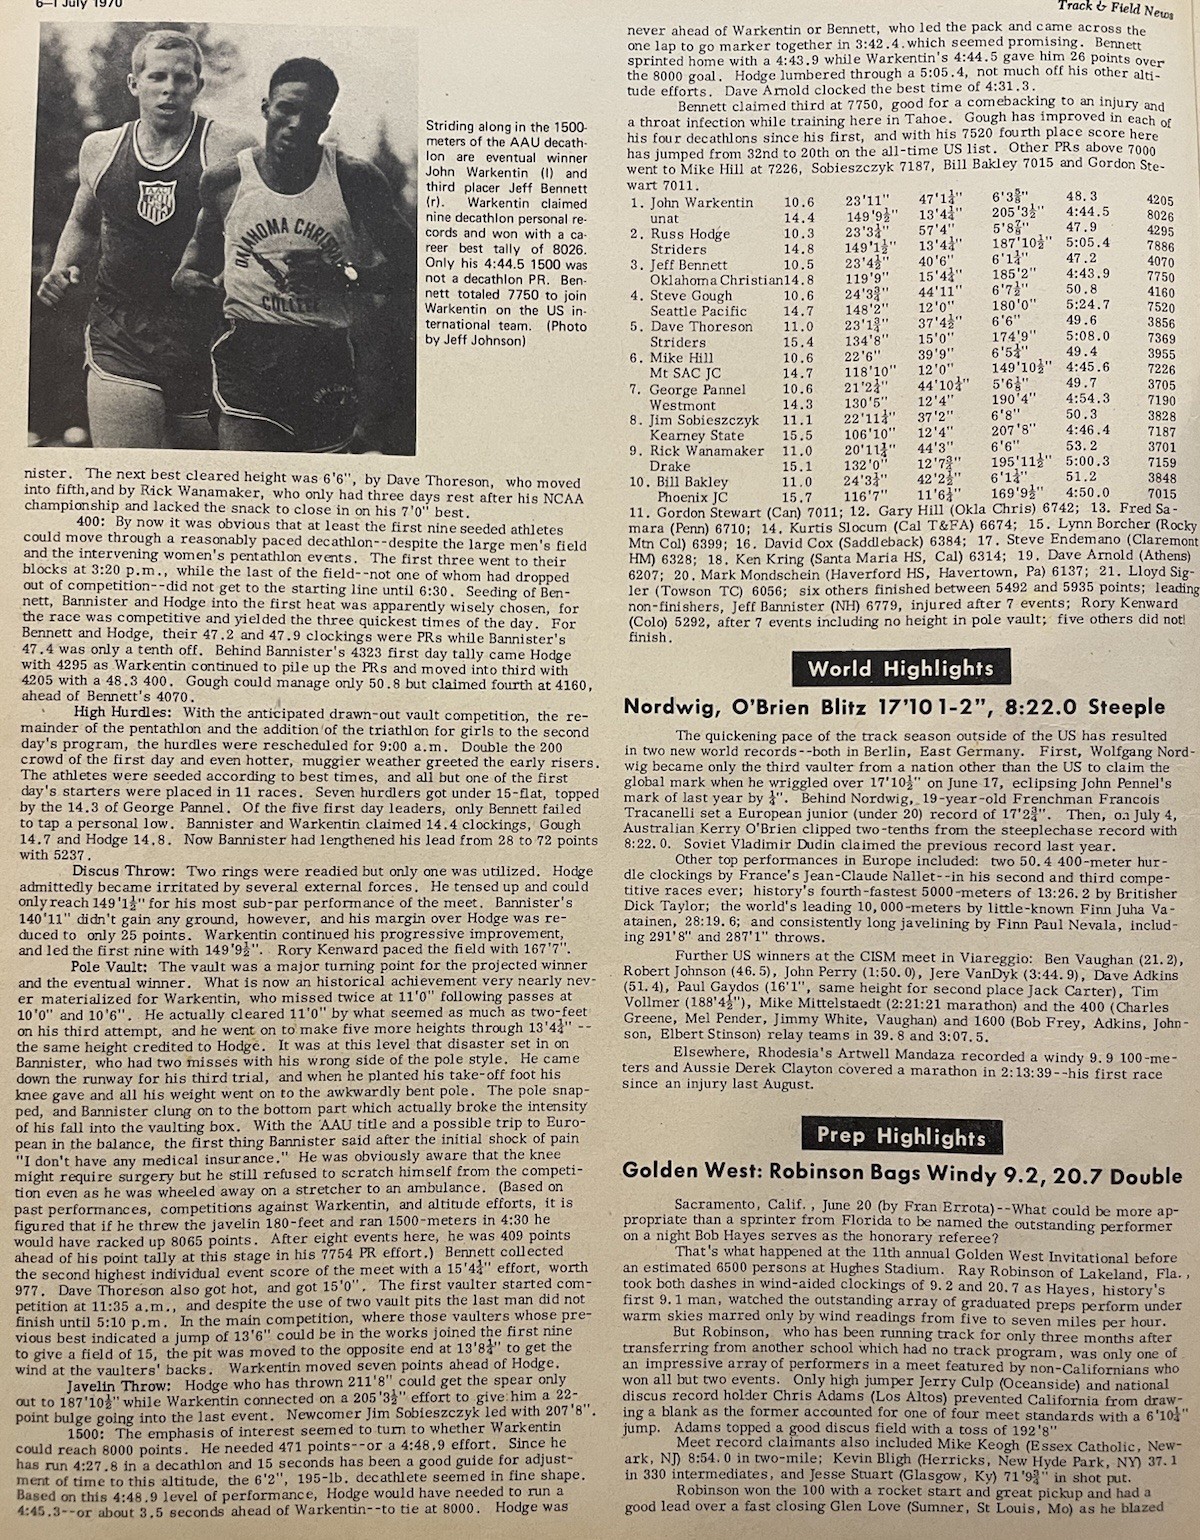 6—I July 1970
Track & Field News
AAU
OKLAHOMA CHRISTIAN
COLLEGE
Striding along in the 1500-
meters of the AAU decath-
lon are eventual winner
John Warkentin (l) and
third placer Jeff Bennett
(r). Warkentin claimed
nine decathlon personal re-
cords and won with a ca-
reer best tally of 8026.
Only his 4:44.5 1500 was
not a decathlon PR. Ben-
nett totaled 7750 to join
Warkentin on the US in-
ternational team. (Photo
by Jeff Johnson)
nister. The next best cleared height was 6'6", by Dave Thoreson, who moved
into fifth,and by Rick Wanamaker, who only had three days rest after his NCAA
championship and lacked the snack to close in on his 7'0" best.
400: By now it was obvious that at least the first nine seeded athletes
could move through a reasonably paced decathlon--despite the large men's field
and the intervening women's pentathlon events. The first three went to their
blocks at 3:20 p.m., while the last of the field--not one of whom had dropped
out of competition--did not get to the starting line until 6:30. Seeding of Ben-
nett, Bannister and Hodge into the first heat was apparently wisely chosen, for
the race was competitive and yielded the three quickest times of the day. For
Bennett and Hodge, their 47.2 and 47.9 clockings were PRs while Bannister's
47.4 was only a tenth off. Behind Bannister's 4323 first day tally came Hodge
with 4295 as Warkentin continued to pile up the PRs and moved into third with
4205 with a 48.3 400. Gough could manage only 50.8 but claimed fourth at 4160,
ahead of Bennett's 4070.
High Hurdles: With the anticipated drawn-out vault competition, the re-
mainder of the pentathlon and the addition of the triathlon for girls to the second
day's program, the hurdles were rescheduled for 9:00 a.m. Double the 200
crowd of the first day and even hotter, muggier weather greeted the early risers.
The athletes were seeded according to best times, and all but one of the first
day's starters were placed in 11 races. Seven hurdlers got under 15-flat, topped
by the 14.3 of George Pannel. Of the five first day leaders, only Bennett failed
to tap a personal low. Bannister and Warkentin claimed 14.4 clockings, Gough
14.7 and Hodge 14.8. Now Bannister had lengthened his lead from 28 to 72 points
with 5237.
Discus Throw: Two rings were readied but only one was utilized. Hodge
admittedly became irritated by several external forces. He tensed up and could
only reach 149'1½" for his most sub-par performance of the meet. Bannister's
140'11" didn't gain any ground, however, and his margin over Hodge was re-
duced to only 25 points. Warkentin continued his progressive improvement,
and led the first nine with 149'9½". Rory Kenward paced the field with 167'7".
Pole Vault: The vault was a major turning point for the projected winner
and the eventual winner. What is now an historical achievement very nearly nev-
er materialized for Warkentin, who missed twice at 11'0" following passes at
10'0" and 10'6". He actually cleared 11'0" by what seemed as much as two-feet
on his third attempt, and he went on to make five more heights through 13'4¼" --
the same height credited to Hodge. It was at this level that disaster set in on
Bannister, who had two misses with his wrong side of the pole style. He came
down the runway for his third trial, and when he planted his take-off foot his
knee gave and all his weight went on to the awkwardly bent pole. The pole snap-
ped, and Bannister clung on to the bottom part which actually broke the intensity
of his fall into the vaulting box. With the AAU title and a possible trip to Euro-
pean in the balance, the first thing Bannister said after the initial shock of pain
"I don't have any medical insurance." He was obviously aware that the knee
might require surgery but he still refused to scratch himself from the competi-
tion even as he was wheeled away on a stretcher to an ambulance. (Based on
past performances, competitions against Warkentin, and altitude efforts, it is
figured that if he threw the javelin 180-feet and ran 1500-meters in 4:30 he
would have racked up 8065 points. After eight events here, he was 409 points
ahead of his point tally at this stage in his 7754 PR effort.) Bennett collected
the second highest individual event score of the meet with a 15'4¼" effort, worth
977. Dave Thoreson also got hot, and got 15'0". The first vaulter started com-
petition at 11:35 a.m., and despite the use of two vault pits the last man did not
finish until 5:10 p.m. In the main competition, where those vaulters whose pre-
vious best indicated a jump of 13'6" could be in the works joined the first nine
to give a field of 15, the pit was moved to the opposite end at 13'8¼" to get the
wind at the vaulters' backs. Warkentin moved seven points ahead of Hodge.
Javelin Throw: Hodge who has thrown 211'8" could get the spear only
out to 187'10½" while Warkentin connected on a 205'3½" effort to give him a 22-
point bulge going into the last event. Newcomer Jim Sobieszczyk led with 207'8".
1500: The emphasis of interest seemed to turn to whether Warkentin
could reach 8000 points. He needed 471 points--or a 4:48.9 effort. Since he
has run 4:27.8 in a decathlon and 15 seconds has been a good guide for adjust-
ment of time to this altitude, the 6'2", 195-lb. decathlete seemed in fine shape.
Based on this 4:48.9 level of performance, Hodge would have needed to run a
4:45.3--or about 3.5 seconds ahead of Warkentin--to tie at 8000. Hodge was
never ahead of Warkentin or Bennett, who led the pack and came across the
one lap to go marker together in 3:42.4.which seemed promising. Bennett
sprinted home with a 4:43.9 while Warkentin's 4:44.5 gave him 26 points over
the 8000 goal. Hodge lumbered through a 5:05.4, not much off his other alti-
tude efforts. Dave Arnold clocked the best time of 4:31.3.
Bennett claimed third at 7750, good for a comebacking to an injury and
a throat infection while training here in Tahoe. Gough has improved in each of
his four decathlons since his first, and with his 7520 fourth place score here
has jumped from 32nd to 20th on the all-time US list. Other PRs above 7000
went to Mike Hill at 7226, Sobieszczyk 7187, Bill Bakley 7015 and Gordon Ste-
wart 7011.
1. John Warkentin 10.6 23'11" 47'1¼" 6'3⅝" 48.3 4205
unat 14.4 149'9½" 13'4¼" 205'3½" 4:44.5 8026
2. Russ Hodge 10.3 23'3¼" 57'4" 5'8⅞" 47.9 4295
Striders 14.8 149'1½" 13'4¼" 187'10½" 5:05.4 7886
3. Jeff Bennett 10.5 23'4½" 40'6" 6'1¼" 47.2 4070
Oklahoma Christian14.8 119'9" 15'4¼" 185'2" 4:43.9 7750
4. Steve Gough 10.6 24'3¾" 44'11" 6'7½" 50.8 4160
Seattle Pacific 14.7 148'2" 12'0" 180'0" 5:24.7 7520
5. Dave Thoreson 11.0 23'1¾" 37'4½" 6'6" 49.6 3856
Striders 15.4 134'8" 15'0" 174'9" 5:08.0 7369
6. Mike Hill 10.6 22'6" 39'9" 6'5¼" 49.4 3955
Mt SAC JC 14.7 118'10" 12'0" 149'10½" 4:45.6 7226
7. George Pannel 10.6 21'2¼" 44'10¼" 5'6⅛" 49.7 3705
Westmont 14.3 130'5" 12'4" 190'4" 4:54.3 7190
8. Jim Sobieszczyk 11.1 22'11¼" 37'2" 6'8" 50.3 3828
Kearney State 15.5 106'10" 12'4" 207'8" 4:46.4 7187
9. Rick Wanamaker 11.0 20'11¼" 44'3" 6'6" 53.2 3701
Drake 15.1 132'0" 12'7¾" 195'11½" 5:00.3 7159
10. Bill Bakley 11.0 24'3¼" 42'2½" 6'1¼" 51.2 3848
Phoenix JC 15.7 116'7" 11'6¼" 169'9½" 4:50.0 7015
11. Gordon Stewart (Can) 7011; 12. Gary Hill (Okla Chris) 6742; 13. Fred Sa-
mara (Penn) 6710; 14. Kurtis Slocum (Cal T&FA) 6674; 15. Lynn Borcher (Rocky
Mtn Col) 6399; 16. David Cox (Saddleback) 6384; 17. Steve Endemano (Claremont
HM) 6328; 18. Ken Kring (Santa Maria HS, Cal) 6314; 19. Dave Arnold (Athens)
6207; 20. Mark Mondschein (Haverford HS, Havertown, Pa) 6137; 21. Lloyd Sig-
ler (Towson TC) 6056; six others finished between 5492 and 5935 points; leading
non-finishers, Jeff Bannister (NH) 6779, injured after 7 events; Rory Kenward
(Colo) 5292, after 7 events including no height in pole vault; five others did not
finish.
World Highlights
Nordwig, O'Brien Blitz 17'10 1-2", 8:22.0 Steeple
The quickening pace of the track season outside of the US has resulted
in two new world records--both in Berlin, East Germany. First, Wolfgang Nord-
wig became only the third vaulter from a nation other than the US to claim the
global mark when he wriggled over 17'10½" on June 17, eclipsing John Pennel's
mark of last year by ¼". Behind Nordwig, 19-year-old Frenchman Francois
Tracanelli set a European junior (under 20) record of 17'2¾". Then, on July 4,
Australian Kerry O'Brien clipped two-tenths from the steeplechase record with
8:22.0. Soviet Vladimir Dudin claimed the previous record last year.
Other top performances in Europe included: two 50.4 400-meter hur-
dle clockings by France's Jean-Claude Nallet--in his second and third compe-
titive races ever; history's fourth-fastest 5000-meters of 13:26.2 by Britisher
Dick Taylor; the world's leading 10,000-meters by little-known Finn Juha Va-
atainen, 28:19.6; and consistently long javelining by Finn Paul Nevala, includ-
ing 291'8" and 287'1" throws.
Further US winners at the CISM meet in Viareggio: Ben Vaughan (21.2),
Robert Johnson (46.5), John Perry (1:50.0), Jere VanDyk (3:44.9), Dave Adkins
(51.4), Paul Gaydos (16'1", same height for second place Jack Carter), Tim
Vollmer (188'4½"), Mike Mittelstaedt (2:21:21 marathon) and the 400 (Charles
Greene, Mel Pender, Jimmy White, Vaughan) and 1600 (Bob Frey, Adkins, John-
son, Elbert Stinson) relay teams in 39.8 and 3:07.5.
Elsewhere, Rhodesia's Artwell Mandaza recorded a windy 9.9 100-me-
ters and Aussie Derek Clayton covered a marathon in 2:13:39--his first race
since an injury last August.
Prep Highlights
Golden West: Robinson Bags Windy 9.2, 20.7 Double
Sacramento, Calif., June 20 (by Fran Errota)--What could be more ap-
propriate than a sprinter from Florida to be named the outstanding performer
on a night Bob Hayes serves as the honorary referee?
That's what happened at the 11th annual Golden West Invitational before
an estimated 6500 persons at Hughes Stadium. Ray Robinson of Lakeland, Fla.,
took both dashes in wind-aided clockings of 9.2 and 20.7 as Hayes, history's
first 9.1 man, watched the outstanding array of graduated preps perform under
warm skies marred only by wind readings from five to seven miles per hour.
But Robinson, who has been running track for only three months after
transferring from another school which had no track program, was only one of
an impressive array of performers in a meet featured by non-Californians who
won all but two events. Only high jumper Jerry Culp (Oceanside) and national
discus record holder Chris Adams (Los Altos) prevented California from draw-
ing a blank as the former accounted for one of four meet standards with a 6'10¼"
jump. Adams topped a good discus field with a toss of 192'8"
Meet record claimants also included Mike Keogh (Essex Catholic, New-
ark, NJ) 8:54.0 in two-mile; Kevin Bligh (Herricks, New Hyde Park, NY) 37.1
in 330 intermediates, and Jesse Stuart (Glasgow, Ky) 71'9¾" in shot put.
Robinson won the 100 with a rocket start and great pickup and had a
good lead over a fast closing Glen Love (Sumner, St Louis, Mo) as he blazed